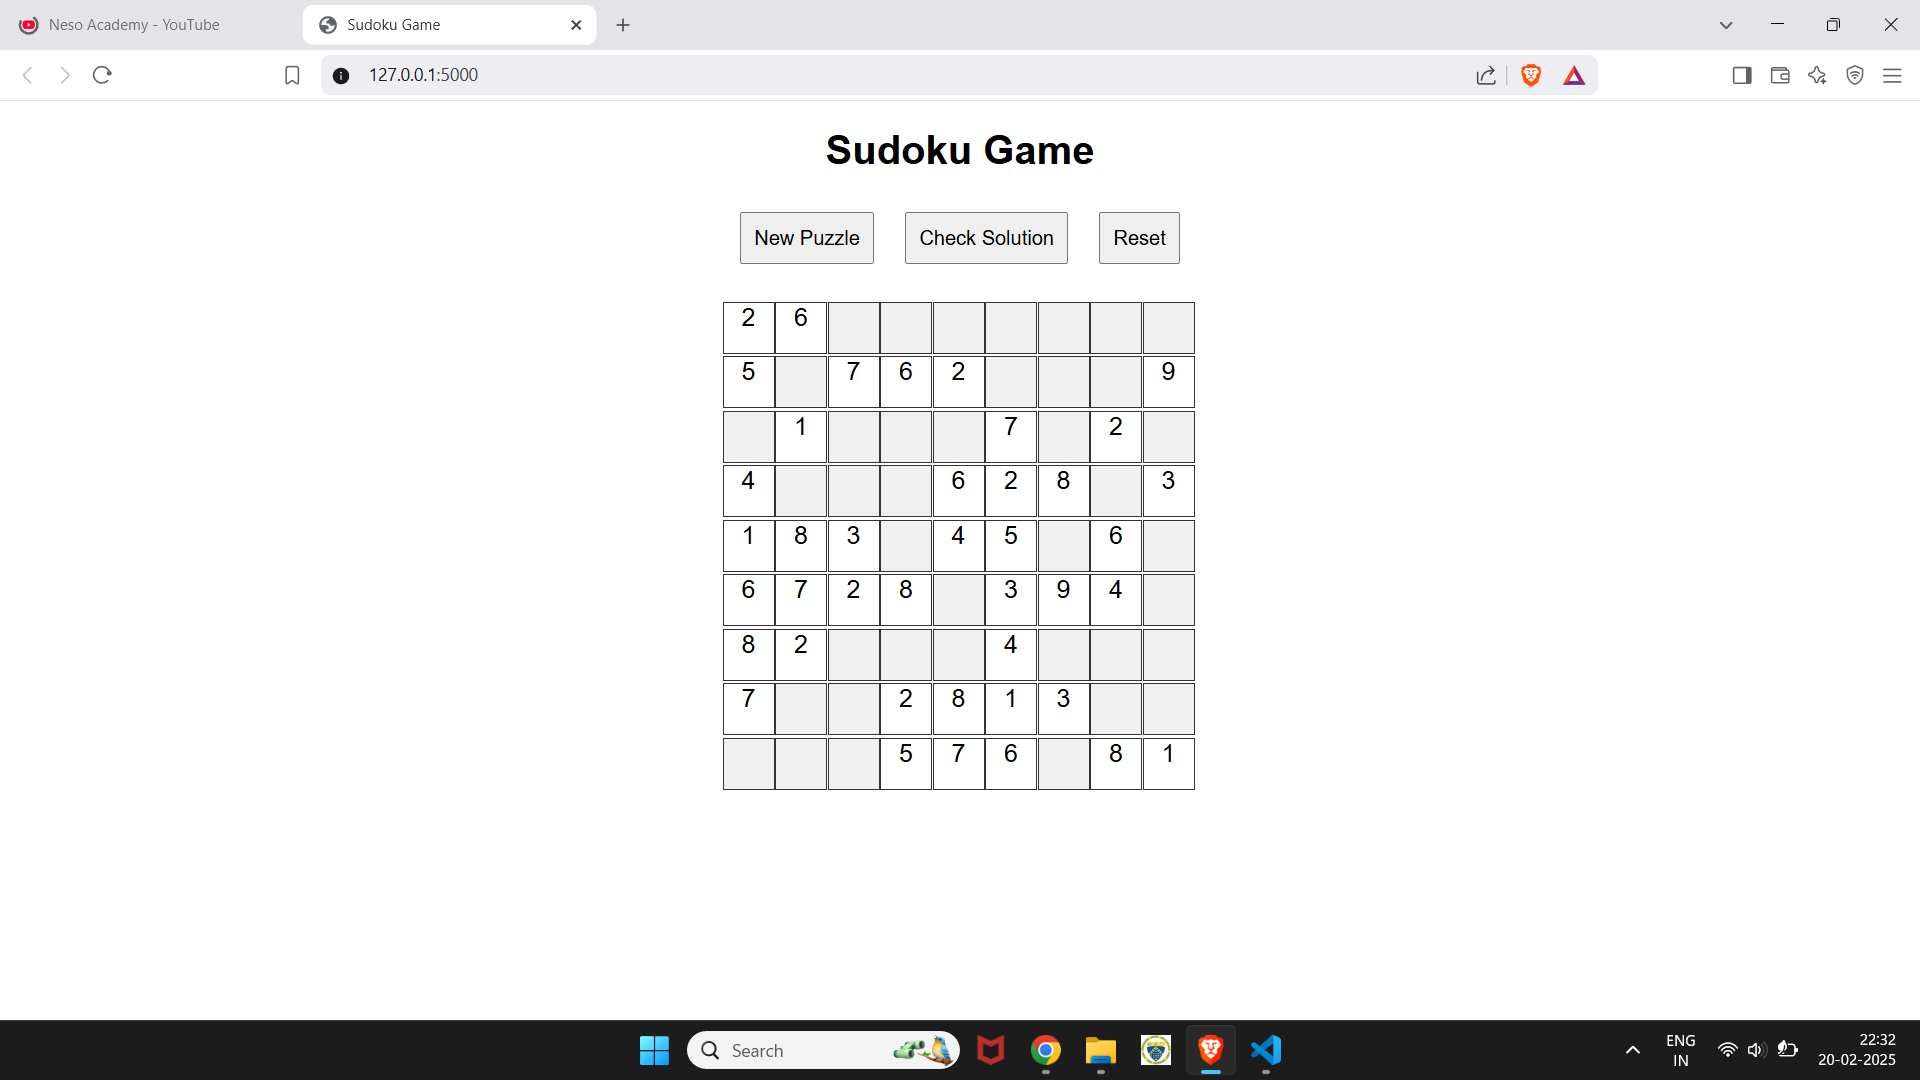 Neso Academy - YouTube
Sudoku Game
127.0.0.1:5000
Sudoku Game
New Puzzle Check Solution Reset
2 6
5 7 6 2 9
1 7 2
4 6 2 8 3
1 8 3 4 5 6
6 7 2 8 3 9 4
8 2 4
7 2 8 1 3
5 7 6 8 1
Search
ENG
IN
22:32
20-02-2025